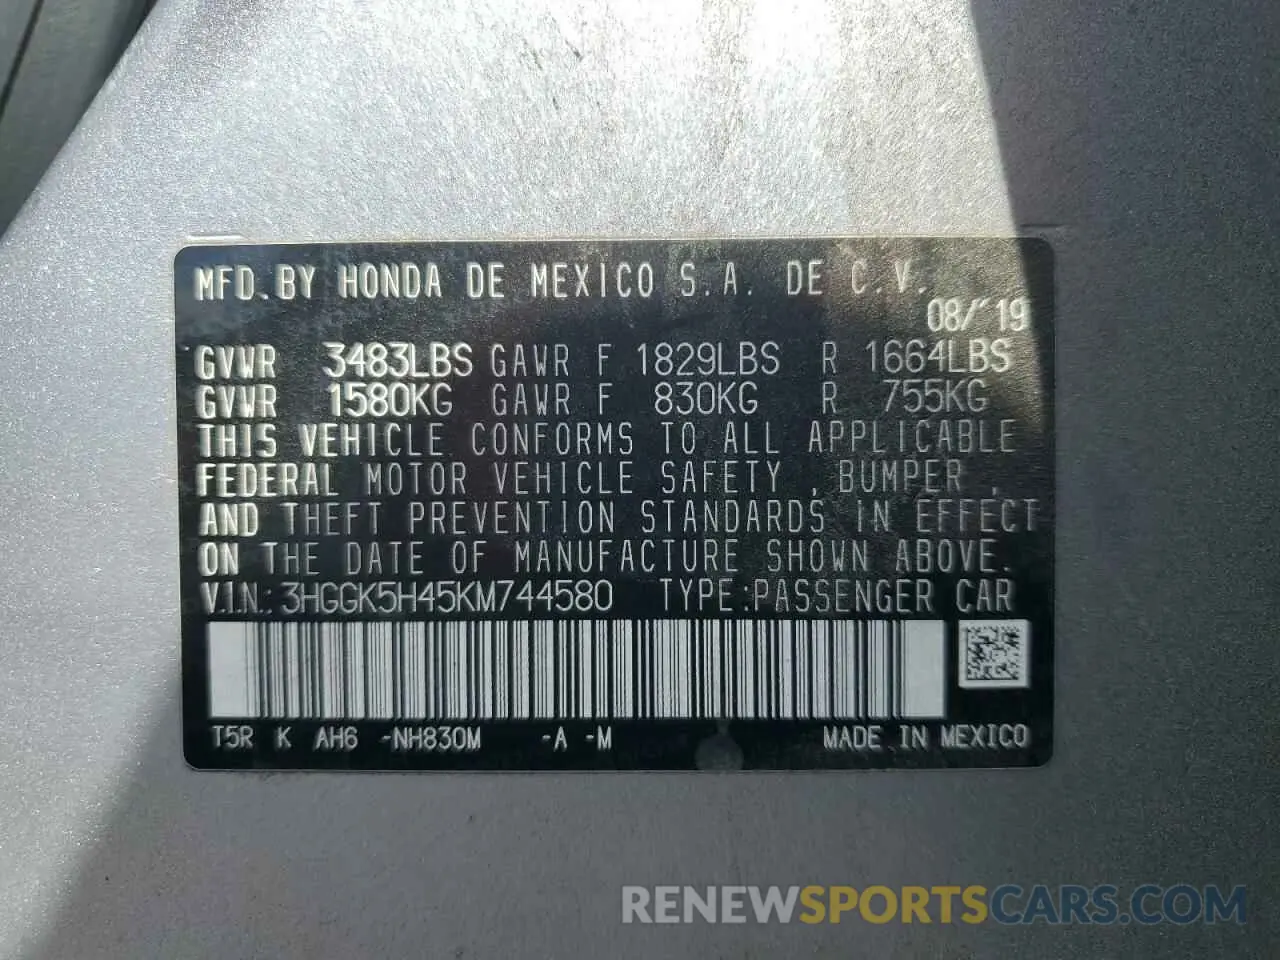 MFD. BY HONDA DE MEXICO S.A. DE C.V.
08/'19
GVWR 3483LBS GAWR F 1829LBS R 1664LBS
GVWR 1580KG GAWR F 830KG R 755KG
THIS VEHICLE CONFORMS TO ALL APPLICABLE
FEDERAL MOTOR VEHICLE SAFETY , BUMPER ,
AND THEFT PREVENTION STANDARDS IN EFFECT
ON THE DATE OF MANUFACTURE SHOWN ABOVE.
V.I.N.: 3HGGK5H45KM744580 TYPE:PASSENGER CAR
T5R K AH6 -NH830M -A -M MADE IN MEXICO
RENEWSPORTSCARS.COM